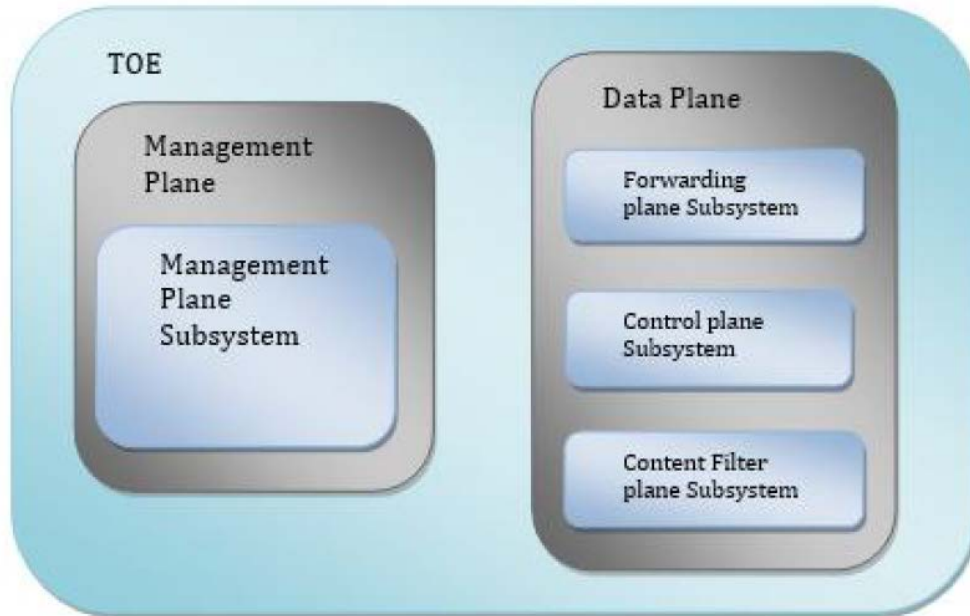 TOE
Management
Plane
Management
Plane
Subsystem
Data Plane
Forwarding
plane Subsystem
Control plane
Subsystem
Content Filter
plane Subsystem